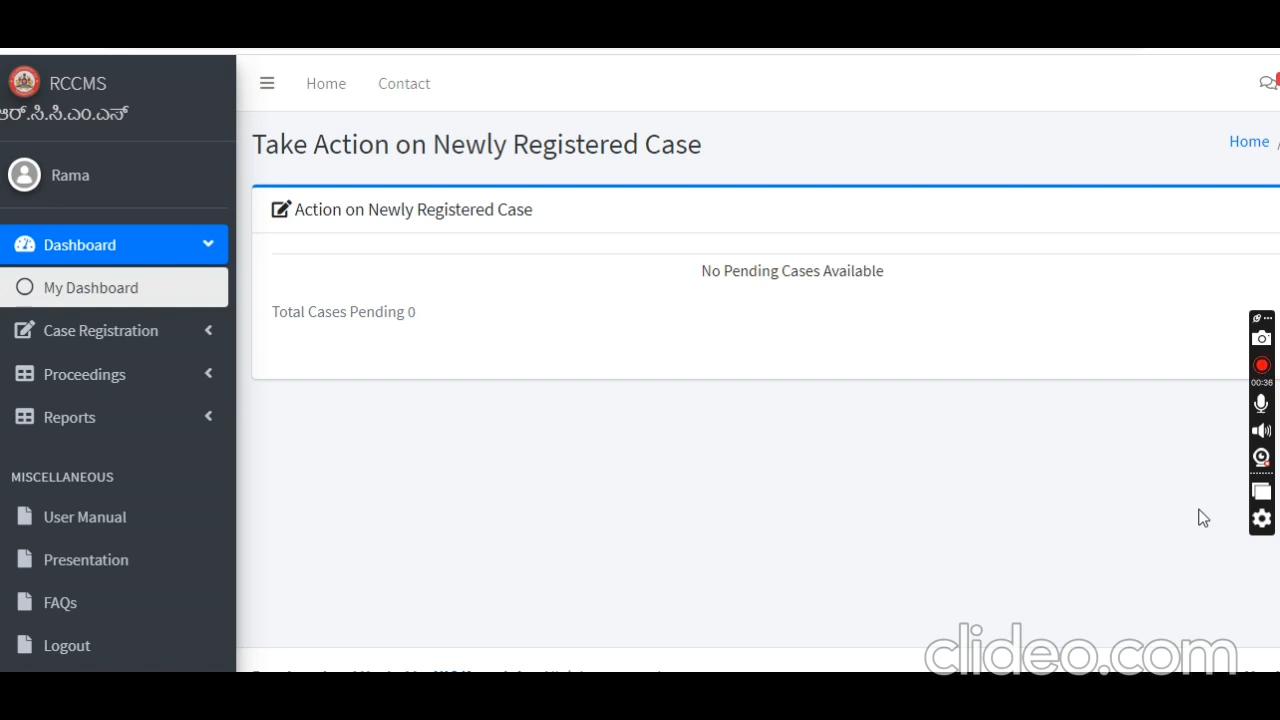 RCCMS
ಆರ್.ಸಿ.ಸಿ.ಎಂ.ಎಸ್
Rama
Dashboard
My Dashboard
Case Registration
Proceedings
Reports
MISCELLANEOUS
User Manual
Presentation
FAQs
Logout
Home Contact
Take Action on Newly Registered Case
Home /
Action on Newly Registered Case
No Pending Cases Available
Total Cases Pending 0
00:36
clideo.com